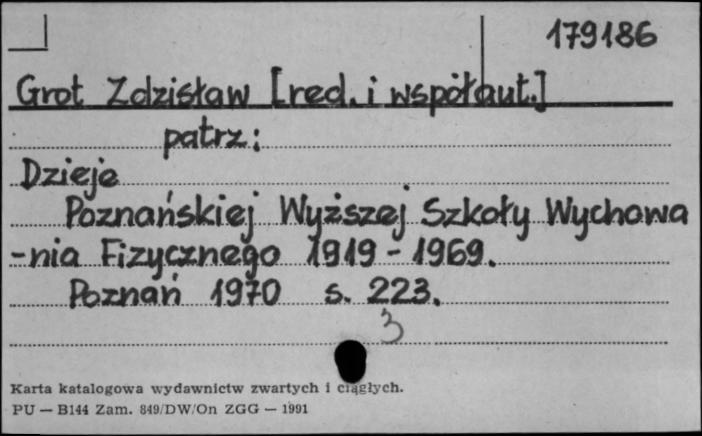 179186
Grot Zdzisław [red. i współaut.]
patrz:
Dzieje
Poznańskiej Wyższej Szkoły Wychowa
-nia Fizycznego 1919 - 1969.
Poznań 1970 s. 223.
3
Karta katalogowa wydawnictw zwartych i ciągłych.
PU — B144 Zam. 849/DW/On ZGG — 1991